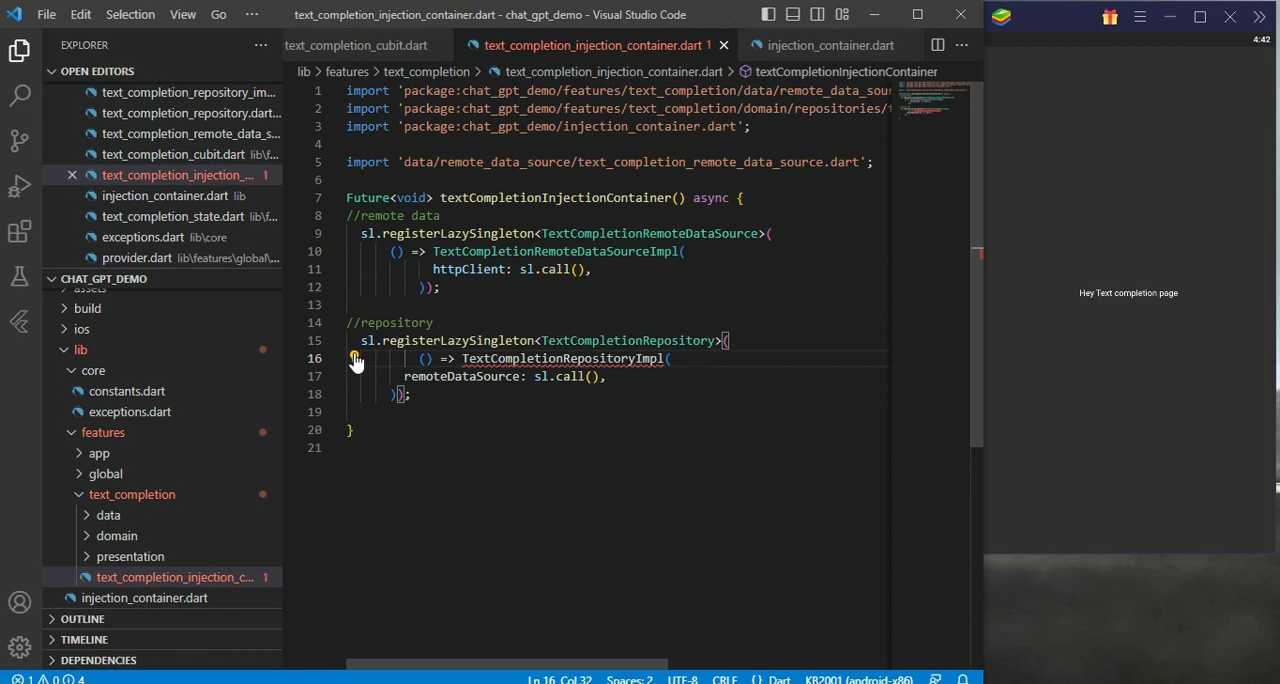 File Edit Selection View Go ··· text_completion_injection_container.dart - chat_gpt_demo - Visual Studio Code
EXPLORER ···
text_completion_cubit.dart text_completion_injection_container.dart 1 injection_container.dart ···
OPEN EDITORS
lib > features > text_completion > text_completion_injection_container.dart > textCompletionInjectionContainer
text_completion_repository_im...
text_completion_repository.dart...
text_completion_remote_data_s...
text_completion_cubit.dart lib\f...
text_completion_injection_... 1
injection_container.dart lib
text_completion_state.dart lib\f...
exceptions.dart lib\core
provider.dart lib\features\global\...
CHAT_GPT_DEMO
assets
build
ios
lib
core
constants.dart
exceptions.dart
features
app
global
text_completion
data
domain
presentation
text_completion_injection_c... 1
injection_container.dart
OUTLINE
TIMELINE
DEPENDENCIES
1 import 'package:chat_gpt_demo/features/text_completion/data/remote_data_sou
2 import 'package:chat_gpt_demo/features/text_completion/domain/repositories/t
3 import 'package:chat_gpt_demo/injection_container.dart';
4
5 import 'data/remote_data_source/text_completion_remote_data_source.dart';
6
7 Future<void> textCompletionInjectionContainer() async {
8 //remote data
9 sl.registerLazySingleton<TextCompletionRemoteDataSource>(
10 () => TextCompletionRemoteDataSourceImpl(
11 httpClient: sl.call(),
12 ));
13
14 //repository
15 sl.registerLazySingleton<TextCompletionRepository>(
16 () => TextCompletionRepositoryImpl(
17 remoteDataSource: sl.call(),
18 ));
19
20 }
21
1 0 4 Ln 16, Col 32 Spaces: 2 UTF-8 CRLF {} Dart KB2001 (android-x86)
4:42
Hey Text completion page